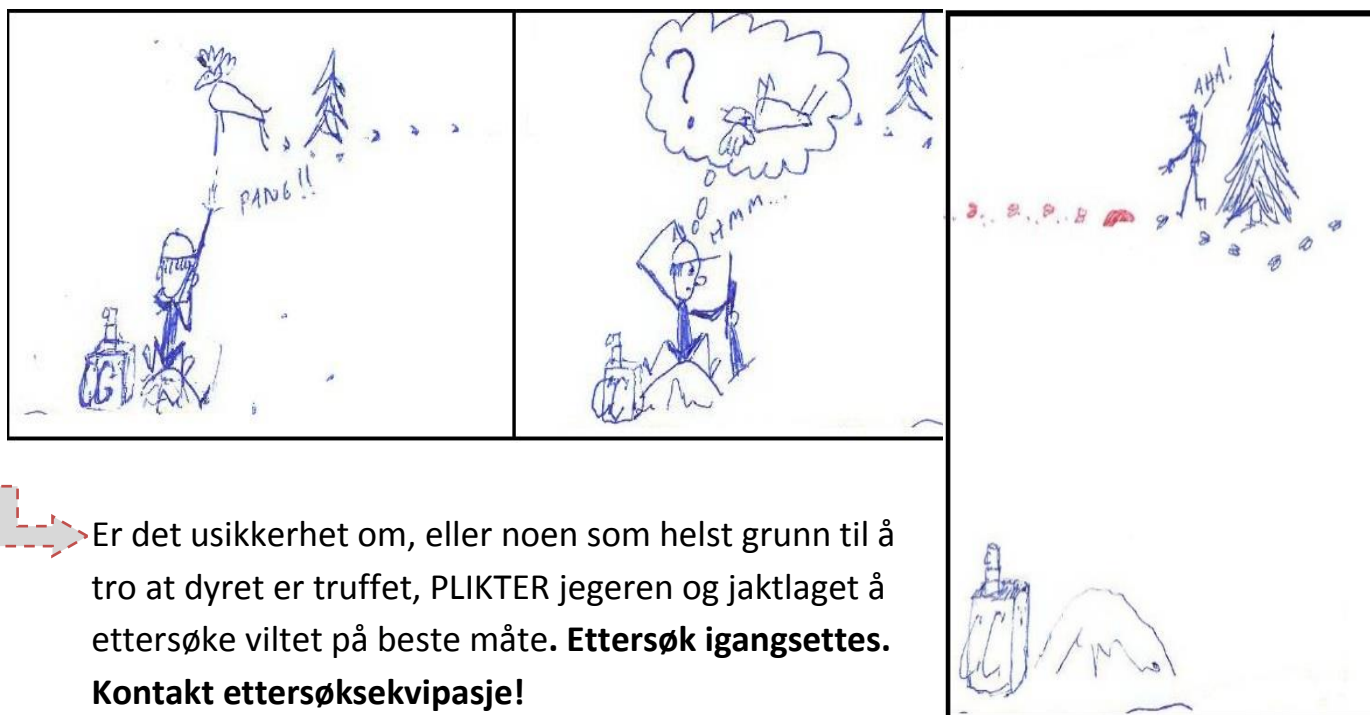 PANG!!
HMM...
AHA!
Er det usikkerhet om, eller noen som helst grunn til å
tro at dyret er truffet, PLIKTER jegeren og jaktlaget å
ettersøke viltet på beste måte. Ettersøk igangsettes.
Kontakt ettersøksekvipasje!